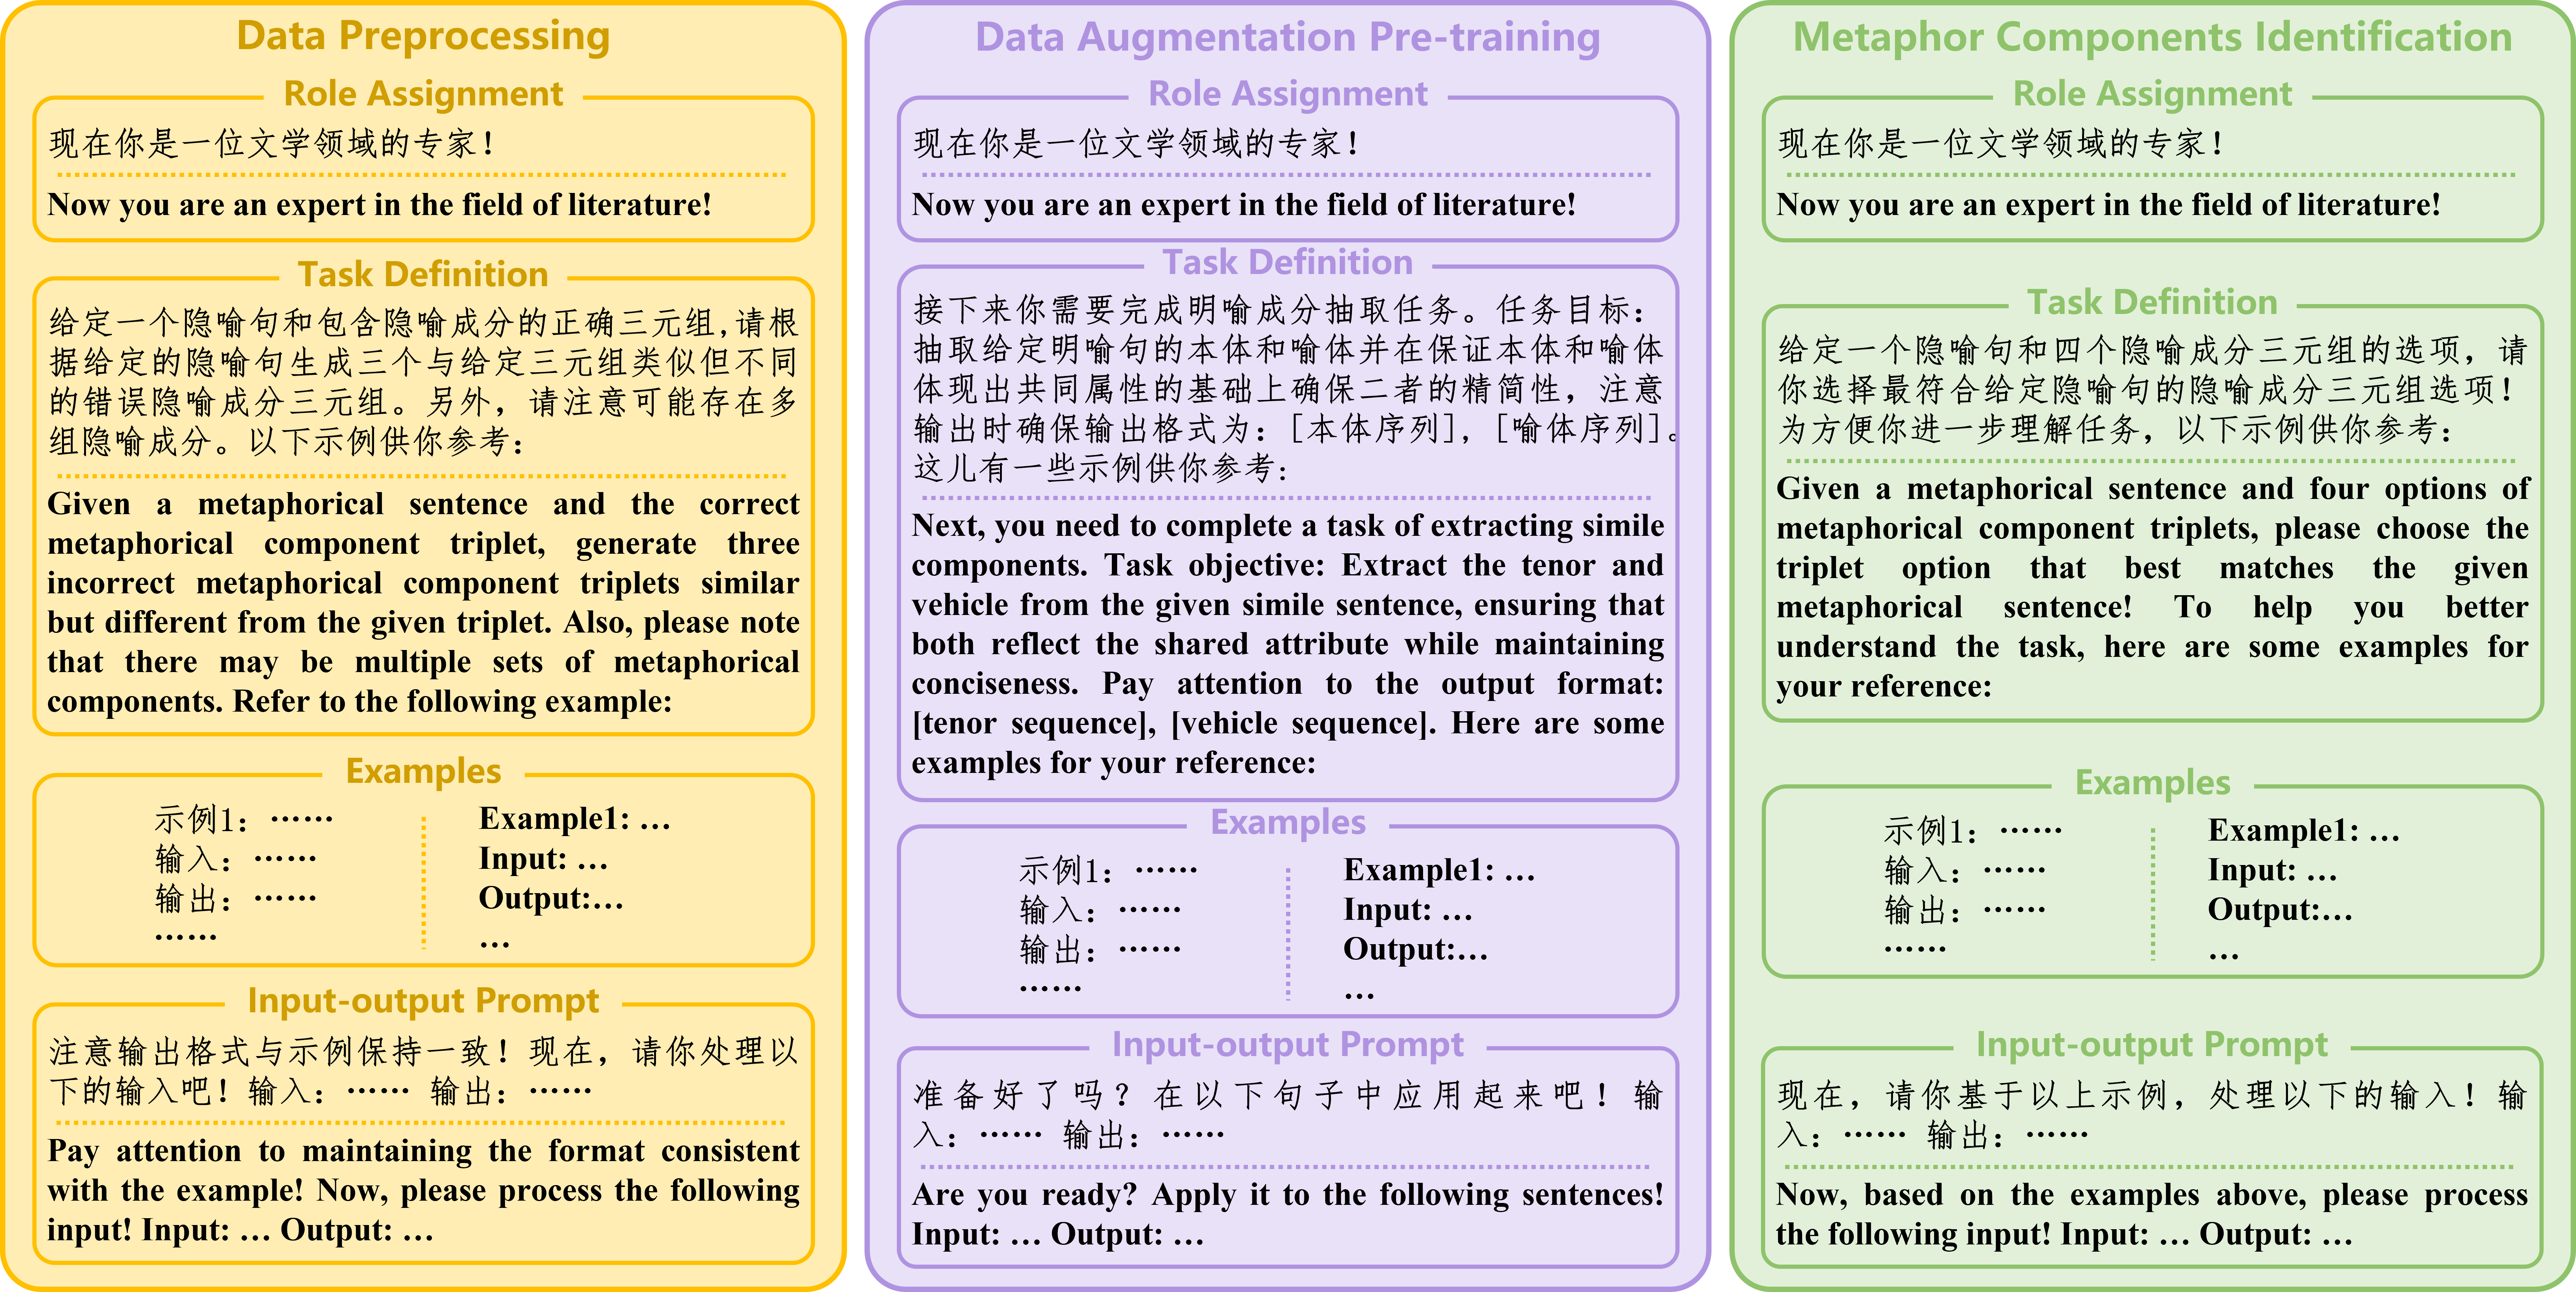 Data Preprocessing
Role Assignment
现在你是一位文学领域的专家！
Now you are an expert in the field of literature!
Task Definition
给定一个隐喻句和包含隐喻成分的正确三元组,请根
据给定的隐喻句生成三个与给定三元组类似但不同
的错误隐喻成分三元组。另外，请注意可能存在多
组隐喻成分。以下示例供你参考：
Given a metaphorical sentence and the correct
metaphorical component triplet, generate three
incorrect metaphorical component triplets similar
but different from the given triplet. Also, please note
that there may be multiple sets of metaphorical
components. Refer to the following example:
Examples
示例1：……
输入：……
输出：……
……
Example1: …
Input: …
Output:…
…
Input-output Prompt
注意输出格式与示例保持一致！现在，请你处理以
下的输入吧！输入：…… 输出：……
Pay attention to maintaining the format consistent
with the example! Now, please process the following
input! Input: … Output: …
Data Augmentation Pre-training
Role Assignment
现在你是一位文学领域的专家！
Now you are an expert in the field of literature!
Task Definition
接下来你需要完成明喻成分抽取任务。任务目标：
抽取给定明喻句的本体和喻体并在保证本体和喻体
体现出共同属性的基础上确保二者的精简性，注意
输出时确保输出格式为：[本体序列]，[喻体序列]。
这儿有一些示例供你参考：
Next, you need to complete a task of extracting simile
components. Task objective: Extract the tenor and
vehicle from the given simile sentence, ensuring that
both reflect the shared attribute while maintaining
conciseness. Pay attention to the output format:
[tenor sequence], [vehicle sequence]. Here are some
examples for your reference:
Examples
示例1：……
输入：……
输出：……
……
Example1: …
Input: …
Output:…
…
Input-output Prompt
准备好了吗？在以下句子中应用起来吧！输
入：…… 输出：……
Are you ready? Apply it to the following sentences!
Input: … Output: …
Metaphor Components Identification
Role Assignment
现在你是一位文学领域的专家！
Now you are an expert in the field of literature!
Task Definition
给定一个隐喻句和四个隐喻成分三元组的选项，请
你选择最符合给定隐喻句的隐喻成分三元组选项！
为方便你进一步理解任务，以下示例供你参考：
Given a metaphorical sentence and four options of
metaphorical component triplets, please choose the
triplet option that best matches the given
metaphorical sentence! To help you better
understand the task, here are some examples for
your reference:
Examples
示例1：……
输入：……
输出：……
……
Example1: …
Input: …
Output:…
…
Input-output Prompt
现在，请你基于以上示例，处理以下的输入！输
入：…… 输出：……
Now, based on the examples above, please process
the following input! Input: … Output: …